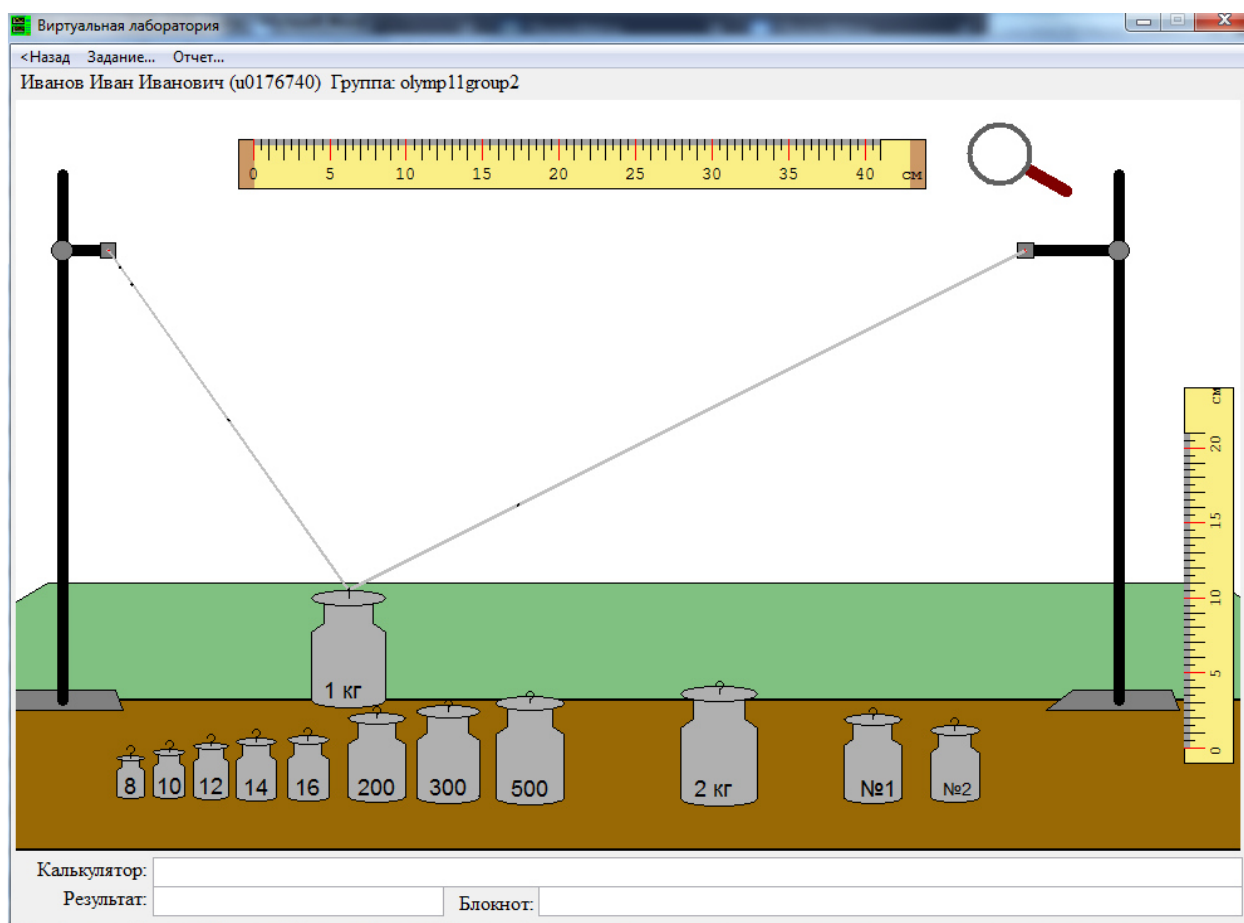 Виртуальная лаборатория
<Назад Задание... Отчет...
Иванов Иван Иванович (u0176740) Группа: olymp11group2
0 5 10 15 20 25 30 35 40 см
см
20
15
10
5
0
1 кг
8 10 12 14 16 200 300 500 2 кг №1 №2
Калькулятор:
Результат: Блокнот: